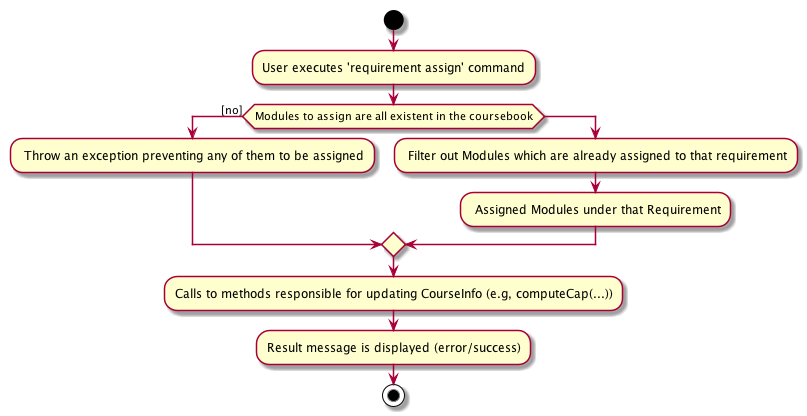 User executes 'requirement assign' command
[no]
Modules to assign are all existent in the coursebook
Throw an exception preventing any of them to be assigned
Filter out Modules which are already assigned to that requirement
Assigned Modules under that Requirement
Calls to methods responsible for updating CourseInfo (e.g, computeCap(...))
Result message is displayed (error/success)